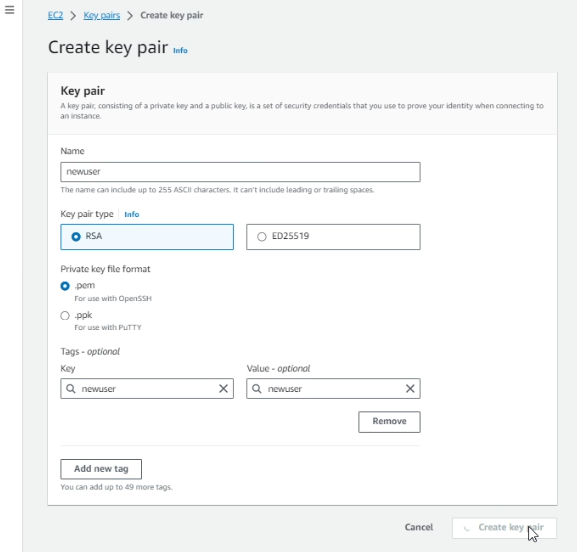 EC2 > Key pairs > Create key pair
Create key pair Info
Key pair
A key pair, consisting of a private key and a public key, is a set of security credentials that you use to prove your identity when connecting to
an instance.
Name
newuser
The name can include up to 255 ASCII characters. It can't include leading or trailing spaces.
Key pair type Info
RSA ED25519
Private key file format
.pem
For use with OpenSSH
.ppk
For use with PuTTY
Tags - optional
Key Value - optional
newuser newuser
Remove
Add new tag
You can add up to 49 more tags.
Cancel Create key pair